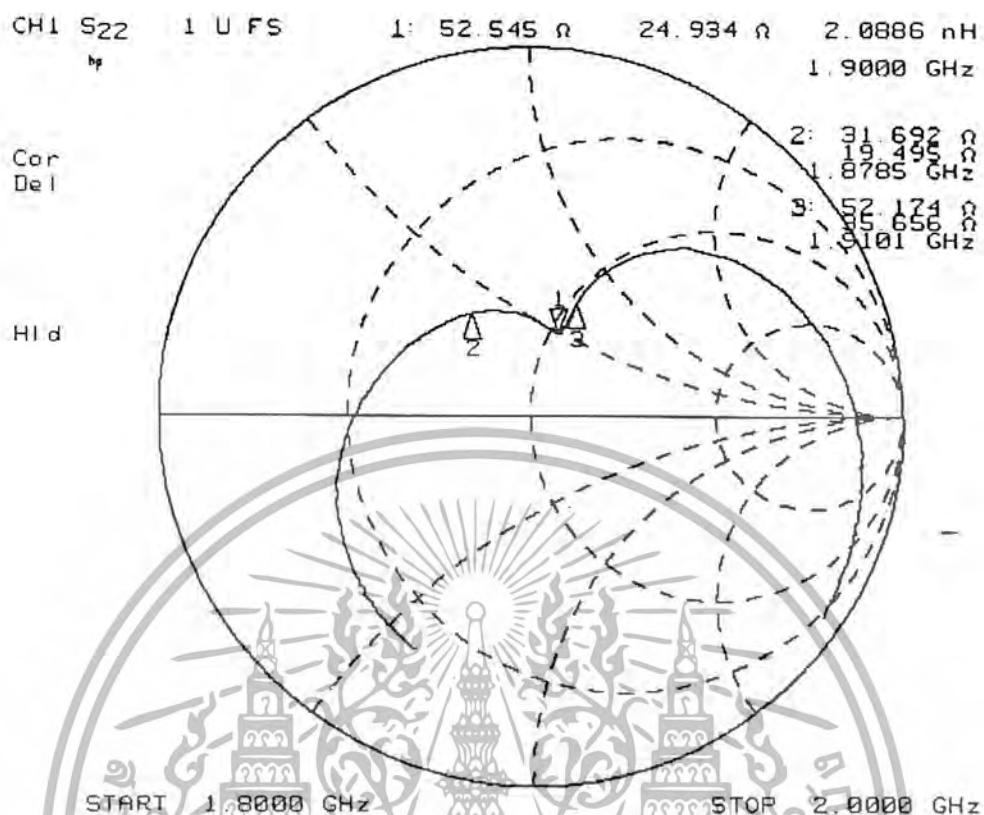 CH1 S22 1 U FS 1: 52.545 Ω 24.934 Ω 2.0886 nH
hp
1.9000 GHz
2: 31.692 Ω
19.495 Ω
1.8785 GHz
Cor
Del
3: 52.174 Ω
35.656 Ω
1.9101 GHz
Hld
1
2
3
START 1.8000 GHz STOP 2.0000 GHz